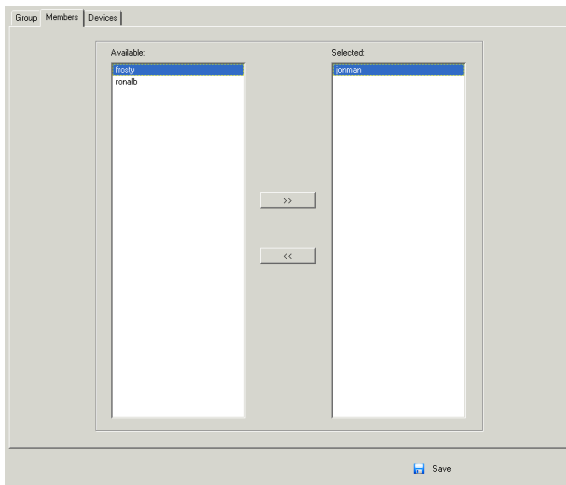 Group Members Devices
Available: Selected:
frosty jonman
ronalb
>>
<<
Save